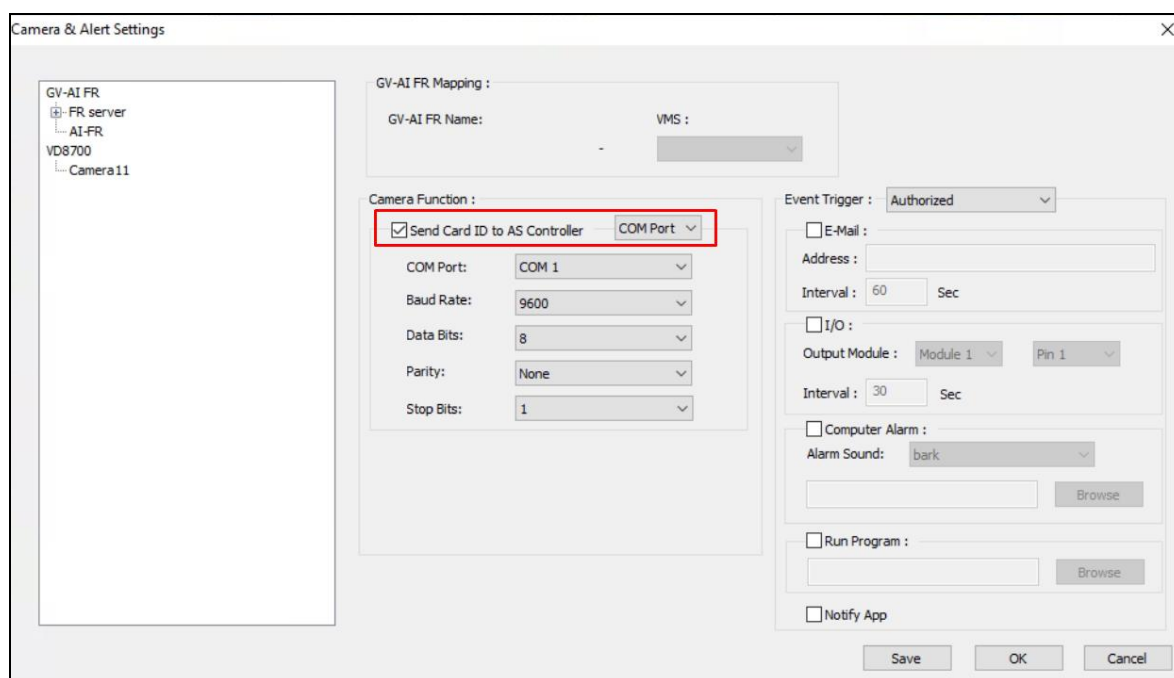 Camera & Alert Settings
GV-AI FR
FR server
AI-FR
VD8700
Camera11
GV-AI FR Mapping :
GV-AI FR Name: VMS :
-
Camera Function :
Send Card ID to AS Controller COM Port
COM Port: COM 1
Baud Rate: 9600
Data Bits: 8
Parity: None
Stop Bits: 1
Event Trigger : Authorized
E-Mail :
Address :
Interval : 60 Sec
I/O :
Output Module : Module 1 Pin 1
Interval : 30 Sec
Computer Alarm :
Alarm Sound: bark
Browse
Run Program :
Browse
Notify App
Save OK Cancel